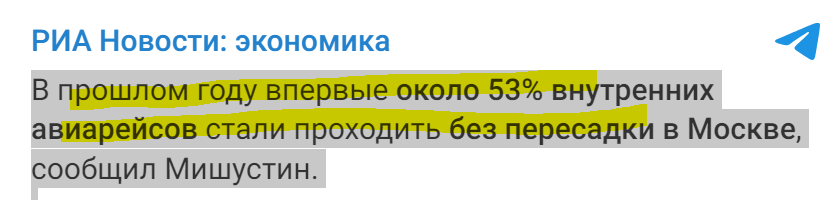 РИА Новости: экономика
В прошлом году впервые около 53% внутренних
авиарейсов стали проходить без пересадки в Москве,
сообщил Мишустин.